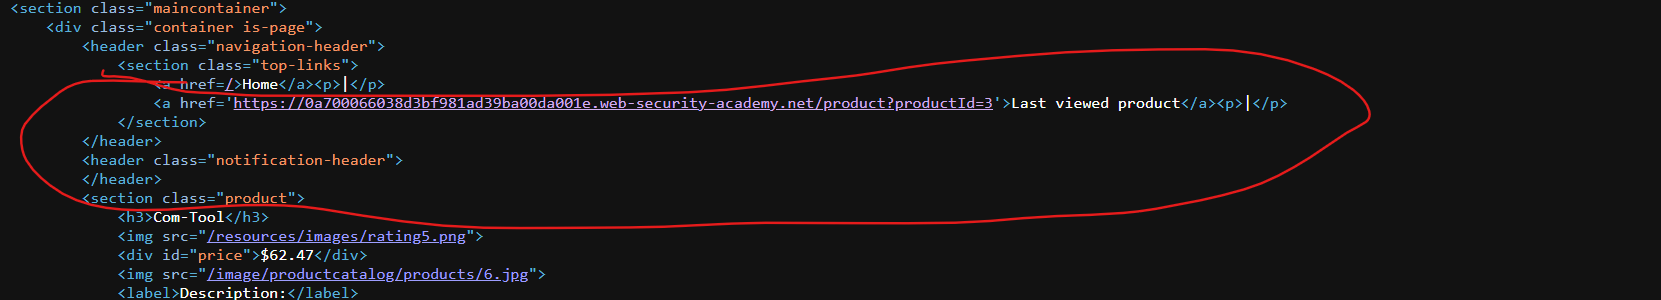 <section class="maincontainer">
<div class="container is-page">
<header class="navigation-header">
<section class="top-links">
<a href=/>Home</a><p>|</p>
<a href='https://0a700066038d3bf981ad39ba00da001e.web-security-academy.net/product?productId=3'>Last viewed product</a><p>|</p>
</section>
</header>
<header class="notification-header">
</header>
<section class="product">
<h3>Com-Tool</h3>
<img src="/resources/images/rating5.png">
<div id="price">$62.47</div>
<img src="/image/productcatalog/products/6.jpg">
<label>Description:</label>